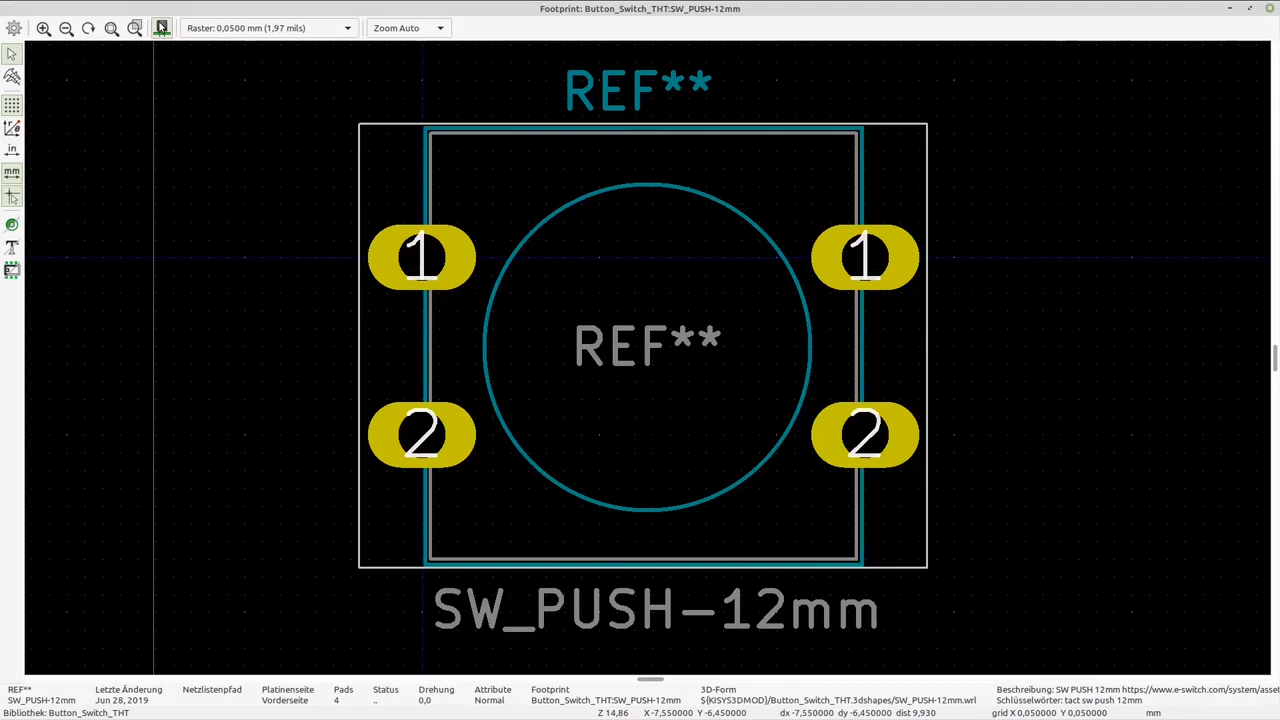 Footprint: Button_Switch_THT:SW_PUSH-12mm
Raster: 0,0500 mm (1,97 mils)
Zoom Auto
in
mm
REF**
1
1
REF**
2
2
SW_PUSH-12mm
REF** Letzte Änderung Netzlistenpfad Platinenseite Pads Status Drehung Attribute Footprint 3D-Form Beschreibung: SW PUSH 12mm https://www.e-switch.com/system/asset
SW_PUSH-12mm Jun 28, 2019 Vorderseite 4 .. 0,0 Normal Button_Switch_THT:SW_PUSH-12mm ${KISYS3DMOD}/Button_Switch_THT.3dshapes/SW_PUSH-12mm.wrl Schlüsselwörter: tact sw push 12mm
Bibliothek: Button_Switch_THT Z 14,86 X -7,550000 Y -6,450000 dx -7,550000 dy -6,450000 dist 9,930 grid X 0,050000 Y 0,050000 mm